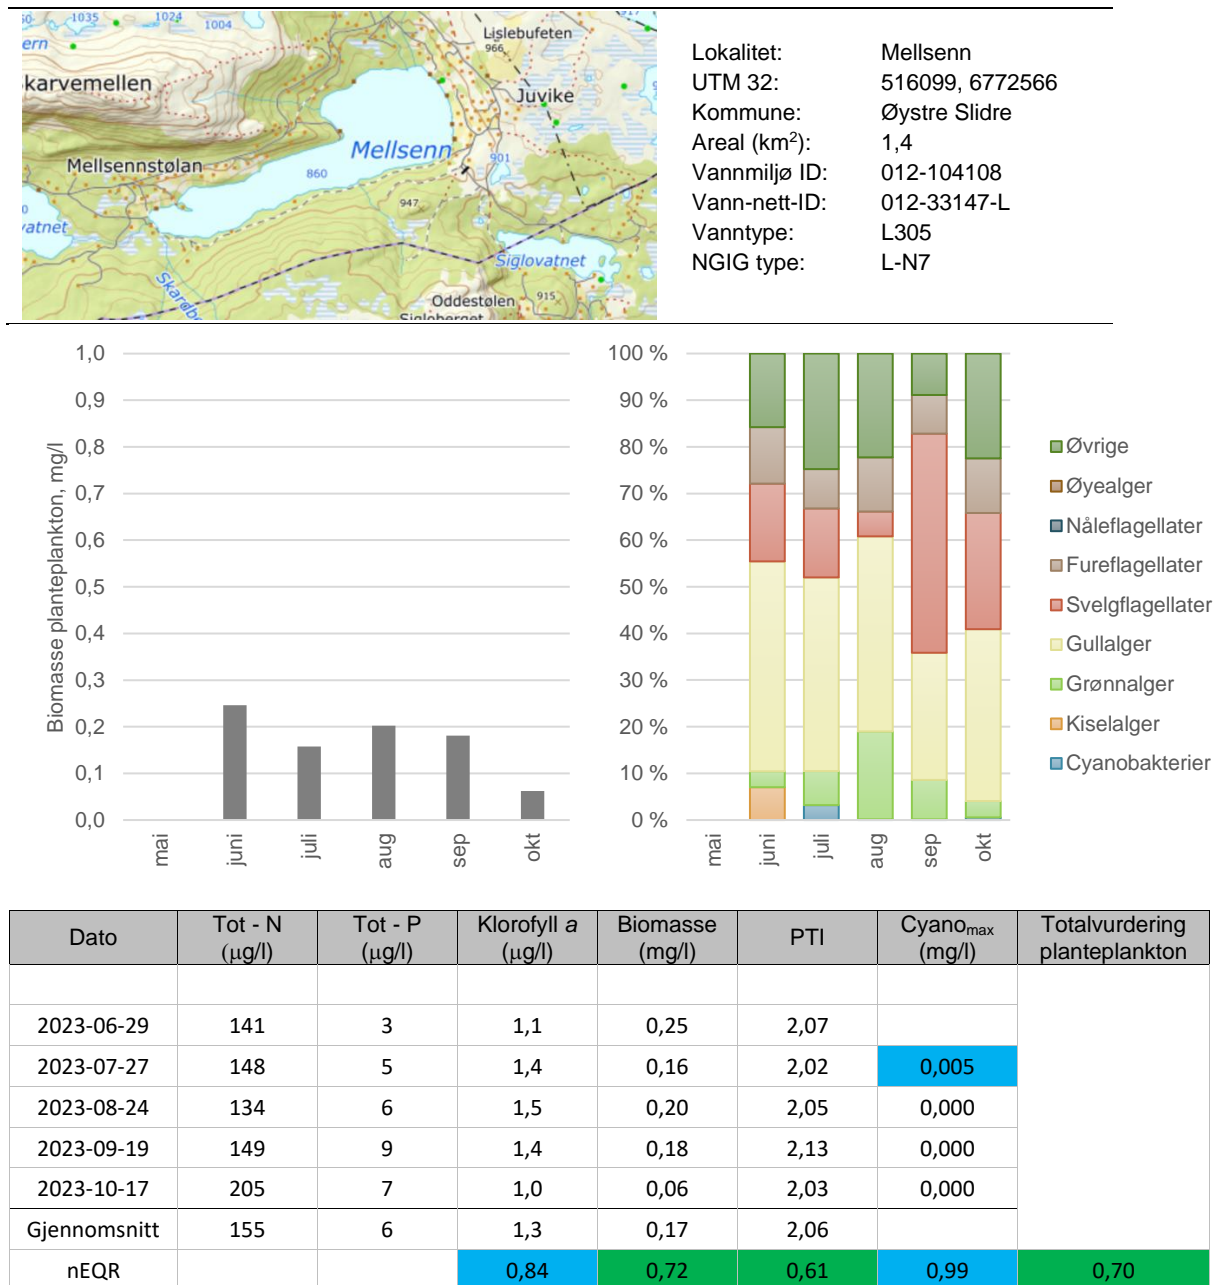 1035
1024
1004
917
ern
Lislebufeten
966
karvemellen
Juvike
Mellsenn
901
Mellsennstølan
860
947
vatnet
Siglovatnet
Skardbe
Oddestølen
915
Sigloberget
Lokalitet: Mellsenn
UTM 32: 516099, 6772566
Kommune: Øystre Slidre
Areal (km²): 1,4
Vannmiljø ID: 012-104108
Vann-nett-ID: 012-33147-L
Vanntype: L305
NGIG type: L-N7
Biomasse planteplankton, mg/l
1,0
0,9
0,8
0,7
0,6
0,5
0,4
0,3
0,2
0,1
0,0
mai juni juli aug sep okt
100 %
90 %
80 %
70 %
60 %
50 %
40 %
30 %
20 %
10 %
0 %
mai juni juli aug sep okt
Øvrige
Øyealger
Nåleflagellater
Fureflagellater
Svelgflagellater
Gullalger
Grønnalger
Kiselalger
Cyanobakterier
Dato Tot - N (µg/l) Tot - P (µg/l) Klorofyll a (µg/l) Biomasse (mg/l) PTI Cyanomax (mg/l) Totalvurdering planteplankton
2023-06-29 141 3 1,1 0,25 2,07
2023-07-27 148 5 1,4 0,16 2,02 0,005
2023-08-24 134 6 1,5 0,20 2,05 0,000
2023-09-19 149 9 1,4 0,18 2,13 0,000
2023-10-17 205 7 1,0 0,06 2,03 0,000
Gjennomsnitt 155 6 1,3 0,17 2,06
nEQR 0,84 0,72 0,61 0,99 0,70